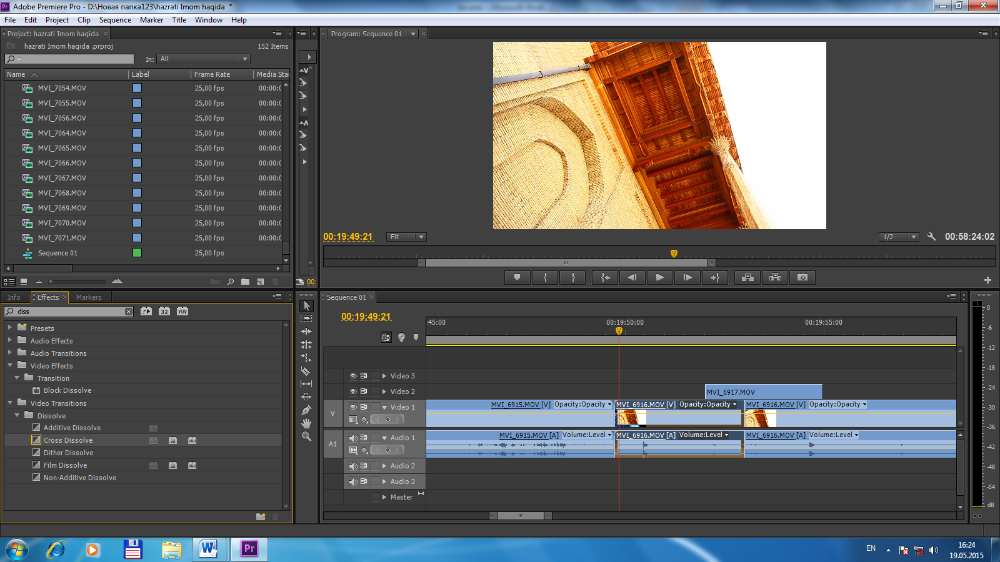 Adobe Premiere Pro - D:\Новая папка123\hazrati Imom haqida *
File Edit Project Clip Sequence Marker Title Window Help
Project: hazrati Imom haqida ×
hazrati Imom haqida .prproj 152 Items
In: All
Name Label Frame Rate Media Star
MVI_7054.MOV 25,00 fps 00:00:0
MVI_7055.MOV 25,00 fps 00:00:0
MVI_7056.MOV 25,00 fps 00:00:0
MVI_7064.MOV 25,00 fps 00:00:0
MVI_7065.MOV 25,00 fps 00:00:0
MVI_7066.MOV 25,00 fps 00:00:0
MVI_7067.MOV 25,00 fps 00:00:0
MVI_7068.MOV 25,00 fps 00:00:0
MVI_7069.MOV 25,00 fps 00:00:0
MVI_7070.MOV 25,00 fps 00:00:0
MVI_7071.MOV 25,00 fps 00:00:0
Sequence 01 25,00 fps
V
A
00:
Program: Sequence 01 ×
00:19:49:21 Fit 1/2 00:58:24:02
Info Effects × Markers
diss 32 YUV
Presets
Audio Effects
Audio Transitions
Video Effects
Transition
Block Dissolve
Video Transitions
Dissolve
Additive Dissolve
Cross Dissolve 32 YUV
Dither Dissolve
Film Dissolve 32 YUV
Non-Additive Dissolve
Sequence 01 ×
00:19:49:21
:45:00 00:19:50:00 00:19:55:00
Video 3
Video 2 MVI_6917.MOV
V Video 1 MVI_6915.MOV [V] Opacity:Opacity MVI_6916.MOV [V] Opacity:Opacity MVI_6916.MOV [V] Opacity:Opacity
A1 Audio 1 MVI_6915.MOV [A] Volume:Level MVI_6916.MOV [A] Volume:Level MVI_6916.MOV [A] Volume:Level
Audio 2
Audio 3
Master
0
-6
-12
-18
-24
-30
-36
-42
-48
-54
dB
EN 16:24
19.05.2015